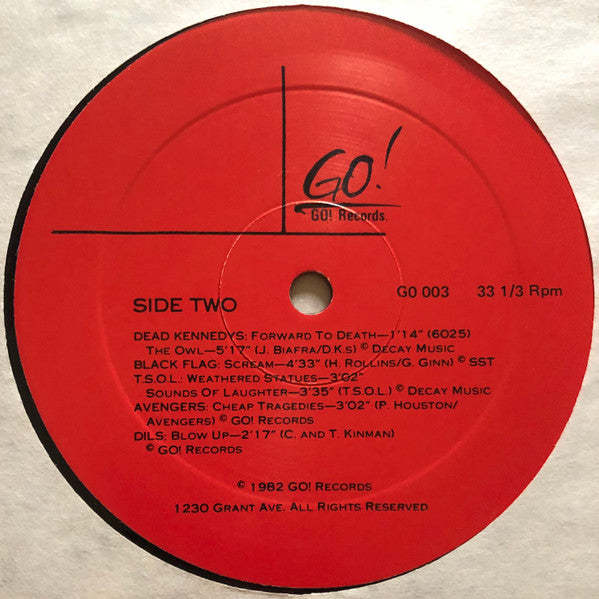 GO!
GO! Records.
SIDE TWO
GO 003 33 1/3 Rpm
DEAD KENNEDYS: FORWARD TO DEATH—1'14" (6025)
THE OWL—5'17" (J. BIAFRA/D.K.S) © DECAY MUSIC
BLACK FLAG: SCREAM—4'33" (H. ROLLINS/G. GINN) © SST
T.S.O.L.: WEATHERED STATUES—3'02"
SOUNDS OF LAUGHTER—3'35" (T.S.O.L.) © DECAY MUSIC
AVENGERS: CHEAP TRAGEDIES—3'02" (P. HOUSTON/
AVENGERS) © GO! RECORDS
DILS: BLOW UP—2'17" (C. AND T. KINMAN)
© GO! RECORDS
© 1982 GO! RECORDS
1230 GRANT AVE. ALL RIGHTS RESERVED